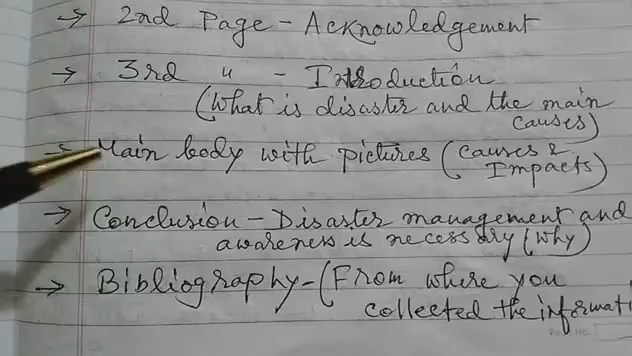 → 2nd Page - Acknowledgement
→ 3rd " - Introduction
(What is disaster and the main
causes)
→ Main body with pictures (causes &
Impacts)
→ Conclusion - Disaster management and
awareness is necessary (why)
→ Bibliography - (From where you
collected the informati